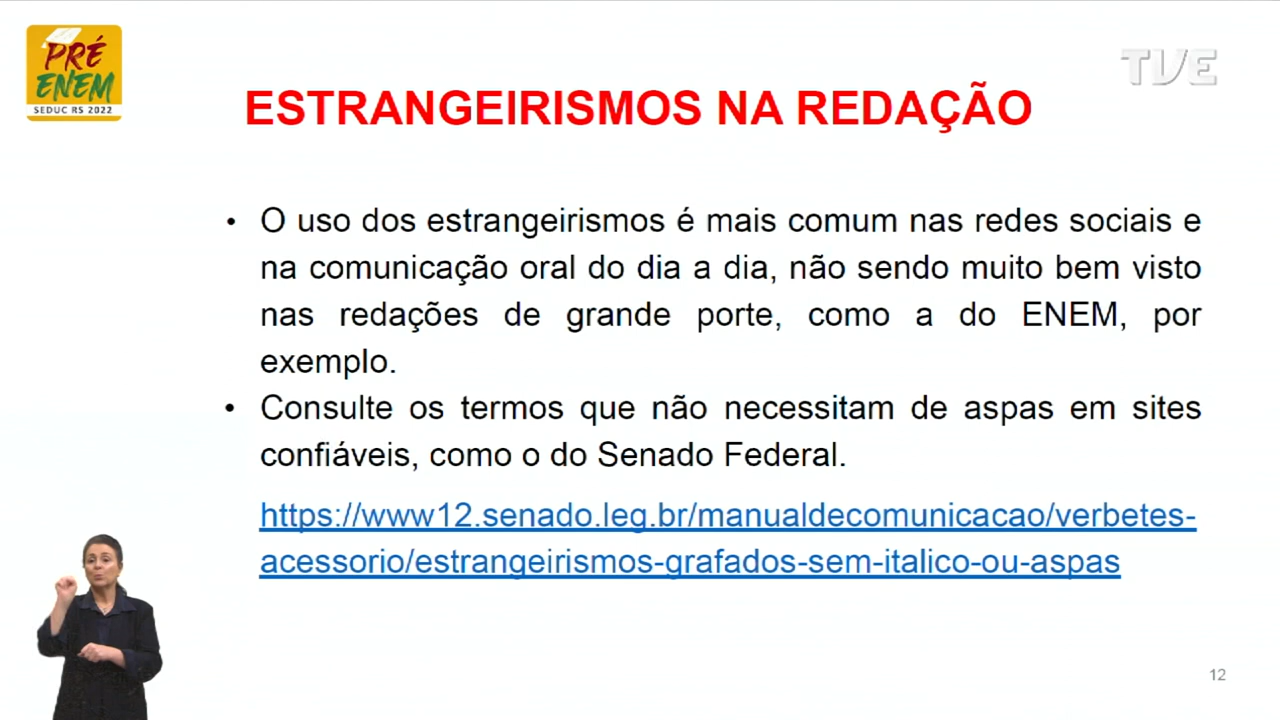 PRÉ
ENEM
SEDUC RS 2022
TVE
ESTRANGEIRISMOS NA REDAÇÃO
• O uso dos estrangeirismos é mais comum nas redes sociais e
na comunicação oral do dia a dia, não sendo muito bem visto
nas redações de grande porte, como a do ENEM, por
exemplo.
• Consulte os termos que não necessitam de aspas em sites
confiáveis, como o do Senado Federal.
https://www12.senado.leg.br/manualdecomunicacao/verbetes-
acessorio/estrangeirismos-grafados-sem-italico-ou-aspas
12